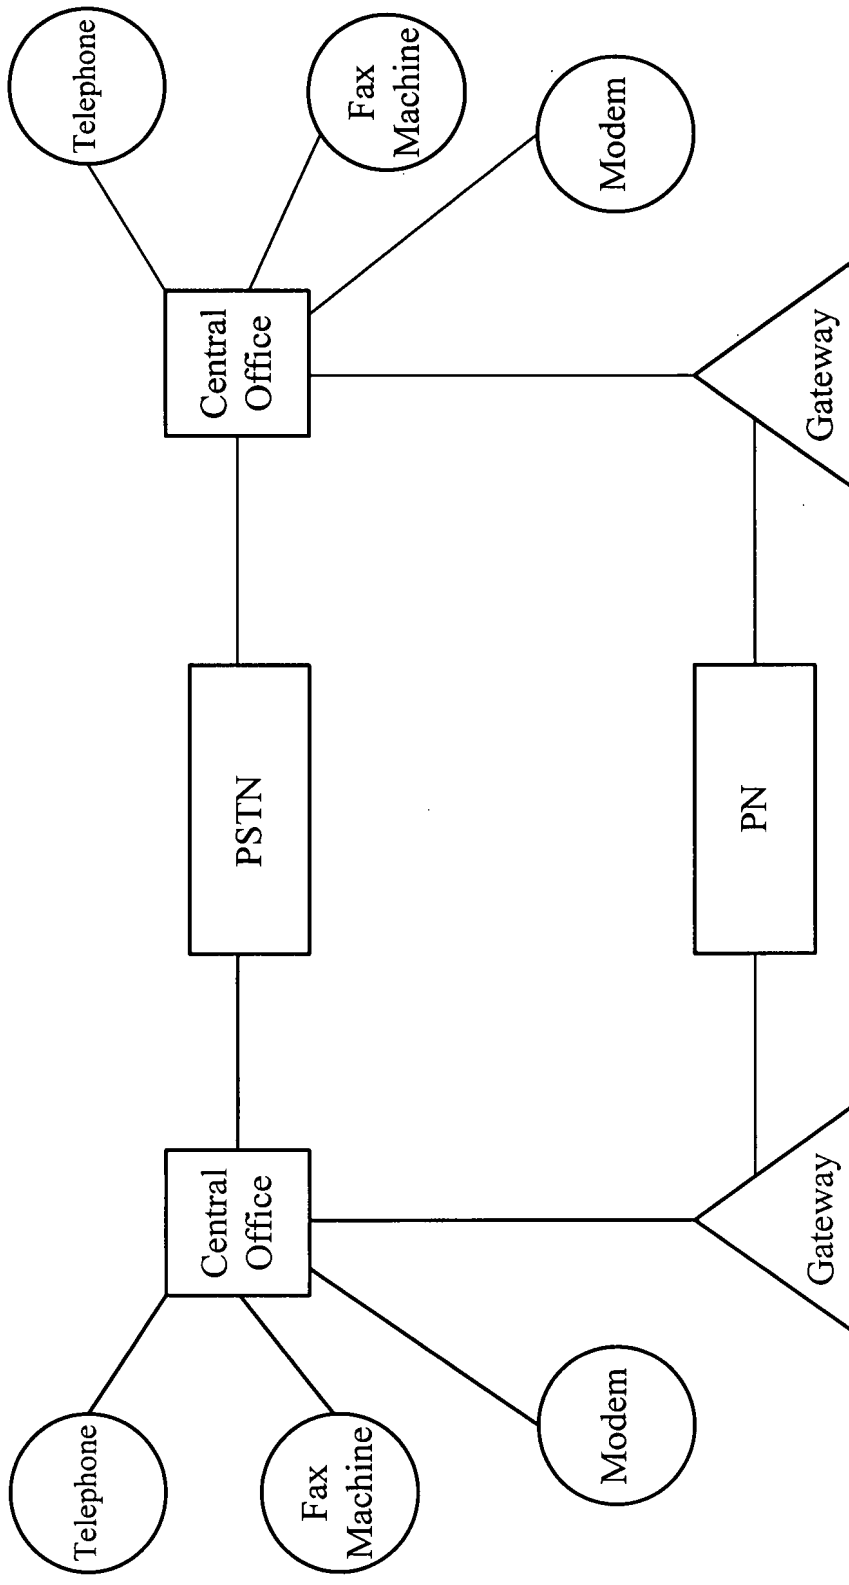 Telephone
Fax
Machine
Modem
Central
Office
Gateway
PSTN
PN
Central
Office
Gateway
Telephone
Fax
Machine
Modem